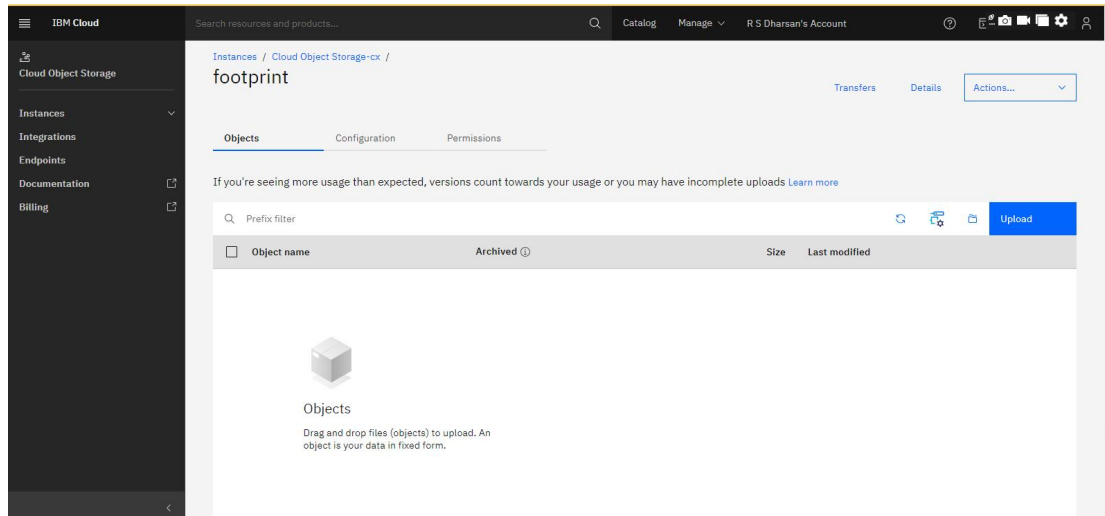 IBM Cloud
Search resources and products...
Catalog
Manage
R S Dharsan's Account
Cloud Object Storage
Instances
Integrations
Endpoints
Documentation
Billing
Instances / Cloud Object Storage-cx /
footprint
Transfers
Details
Actions...
Objects
Configuration
Permissions
If you're seeing more usage than expected, versions count towards your usage or you may have incomplete uploads Learn more
Prefix filter
Upload
Object name
Archived
Size
Last modified
Objects
Drag and drop files (objects) to upload. An
object is your data in fixed form.